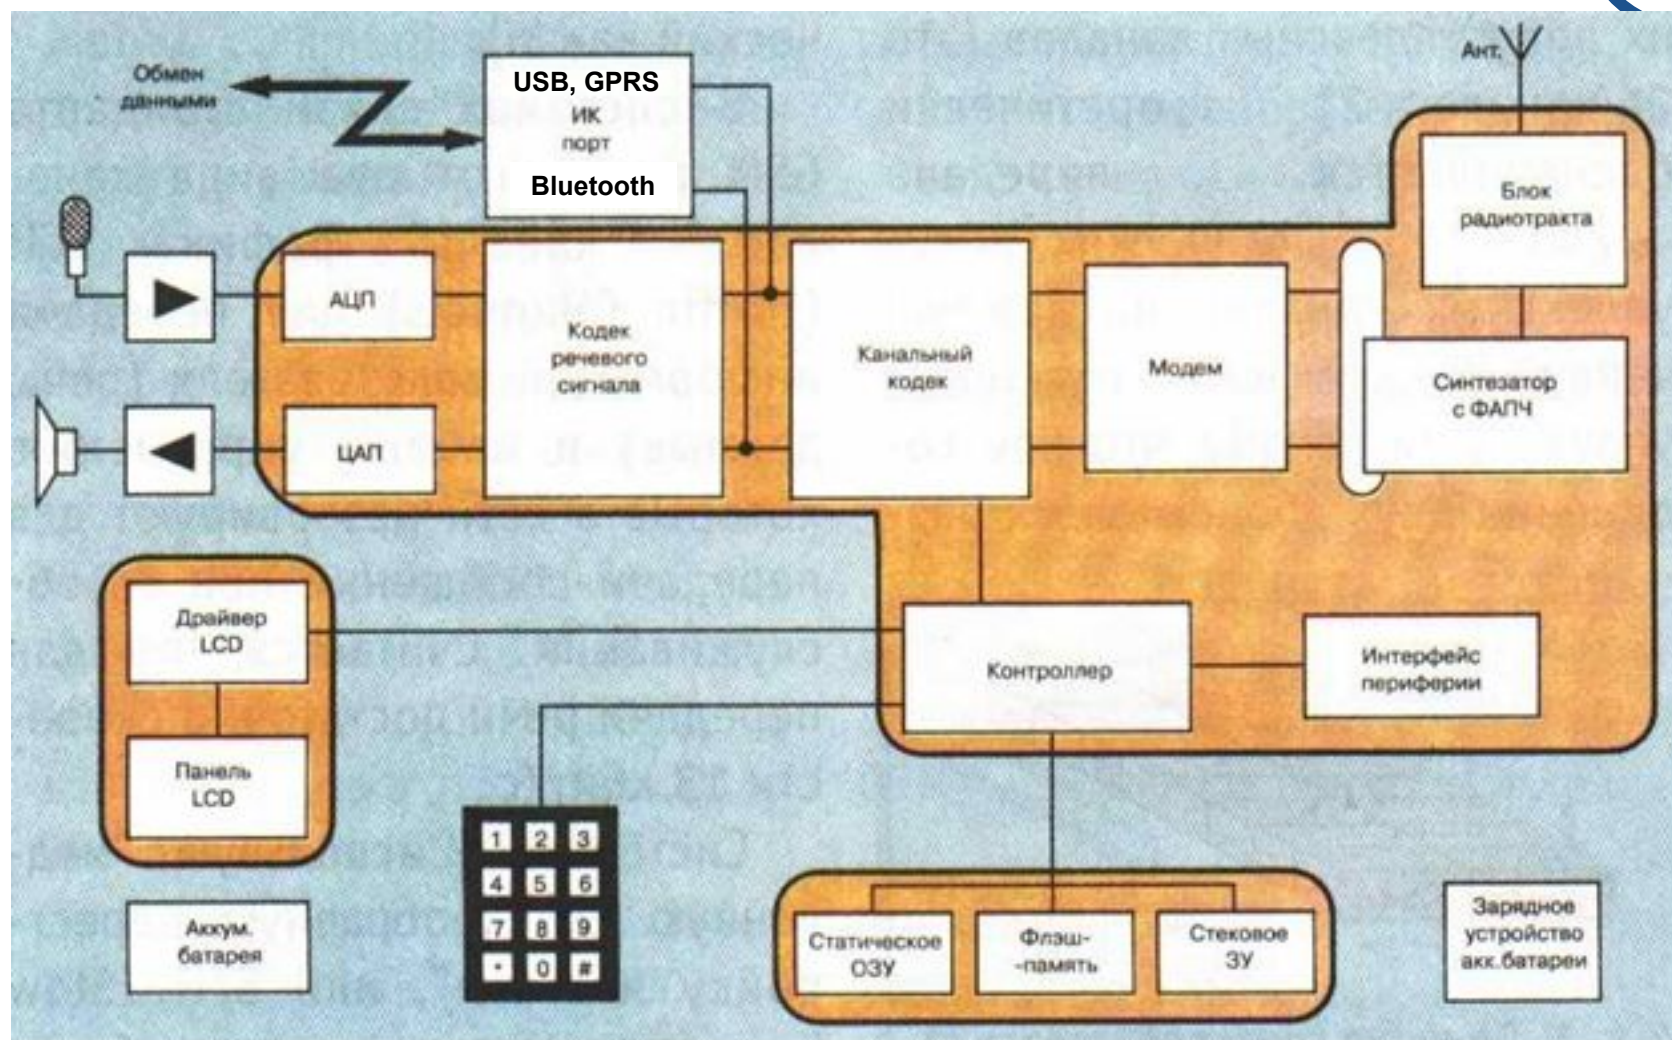 Обмен
данными
USB, GPRS
ИК
порт
Bluetooth
Ант.
Блок
радиотракта
АЦП
Кодек
речевого
сигнала
Канальный
кодек
Модем
Синтезатор
с ФАПЧ
ЦАП
Драйвер
LCD
Панель
LCD
Контроллер
Интерфейс
периферии
1 2 3
4 5 6
7 8 9
* 0 #
Аккум.
батарея
Статическое
ОЗУ
Флэш-
-память
Стековое
ЗУ
Зарядное
устройство
акк.батареи